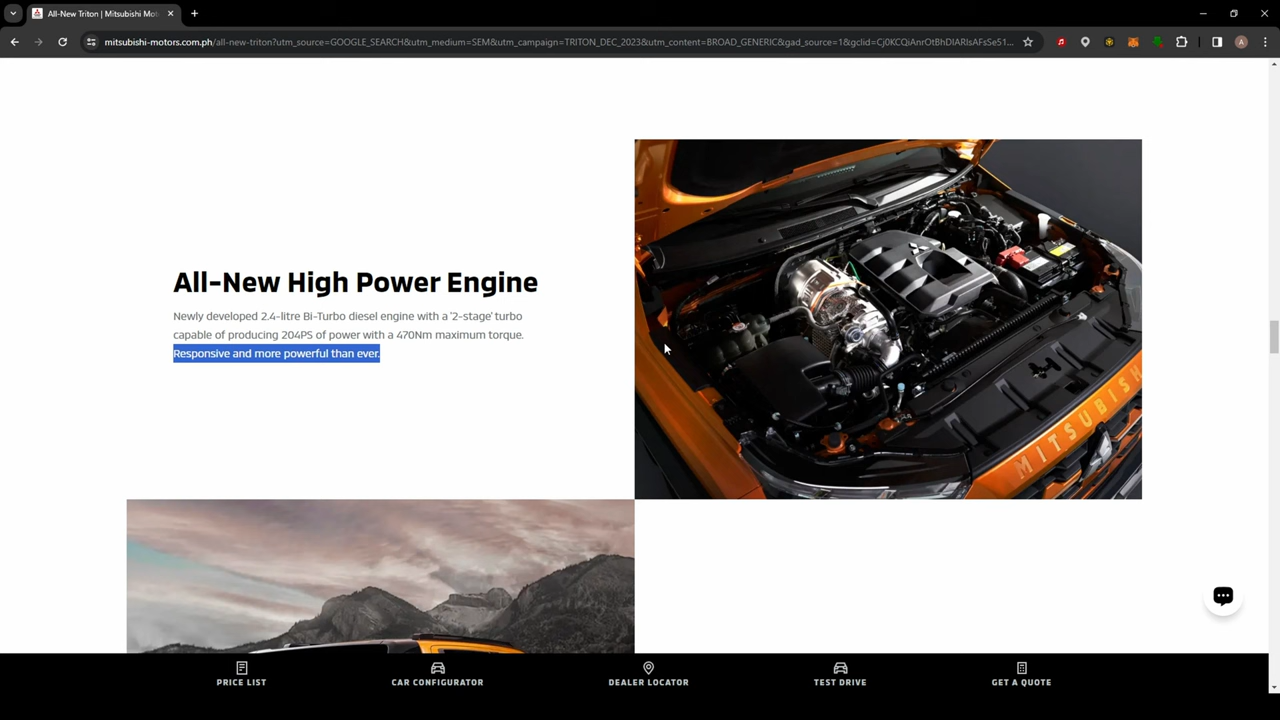 All-New Triton | Mitsubishi Mot
mitsubishi-motors.com.ph/all-new-triton?utm_source=GOOGLE_SEARCH&utm_medium=SEM&utm_campaign=TRITON_DEC_2023&utm_content=BROAD_GENERIC&gad_source=1&gclid=Cj0KCQiAnrOtBhDIARIsAFsSe51...
A
All-New High Power Engine
Newly developed 2.4-litre Bi-Turbo diesel engine with a '2-stage' turbo
capable of producing 204PS of power with a 470Nm maximum torque.
Responsive and more powerful than ever.
MITSUBISH
PRICE LIST
CAR CONFIGURATOR
DEALER LOCATOR
TEST DRIVE
GET A QUOTE